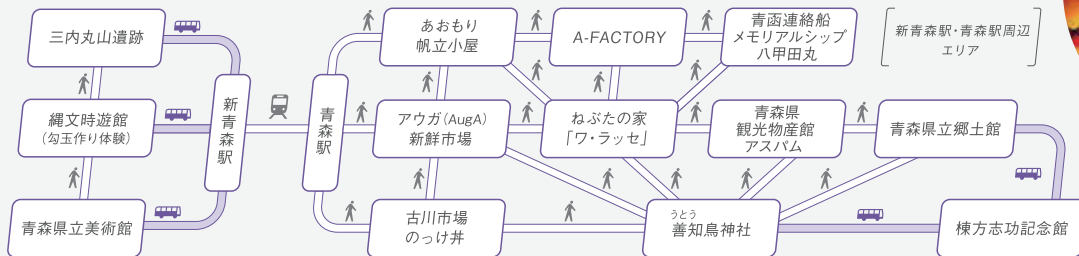 三内丸山遺跡
縄文時遊館
(勾玉作り体験)
青森県立美術館
新青森駅
青森駅
あおもり
帆立小屋
A-FACTORY
青函連絡船
メモリアルシップ
八甲田丸
新青森駅・青森駅周辺
エリア
アウガ(AugA)
新鮮市場
ねぶたの家
「ワ・ラッセ」
青森県
観光物産館
アスパム
青森県立郷土館
古川市場
のっけ丼
うとう
善知鳥神社
棟方志功記念館